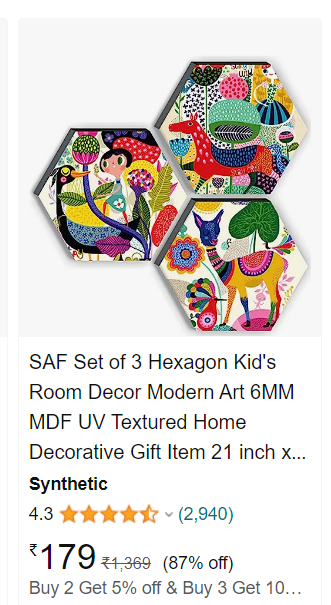 SAF Set of 3 Hexagon Kid's
Room Decor Modern Art 6MM
MDF UV Textured Home
Decorative Gift Item 21 inch x...
Synthetic
4.3 (2,940)
₹179 ₹1,369 (87% off)
Buy 2 Get 5% off & Buy 3 Get 10...